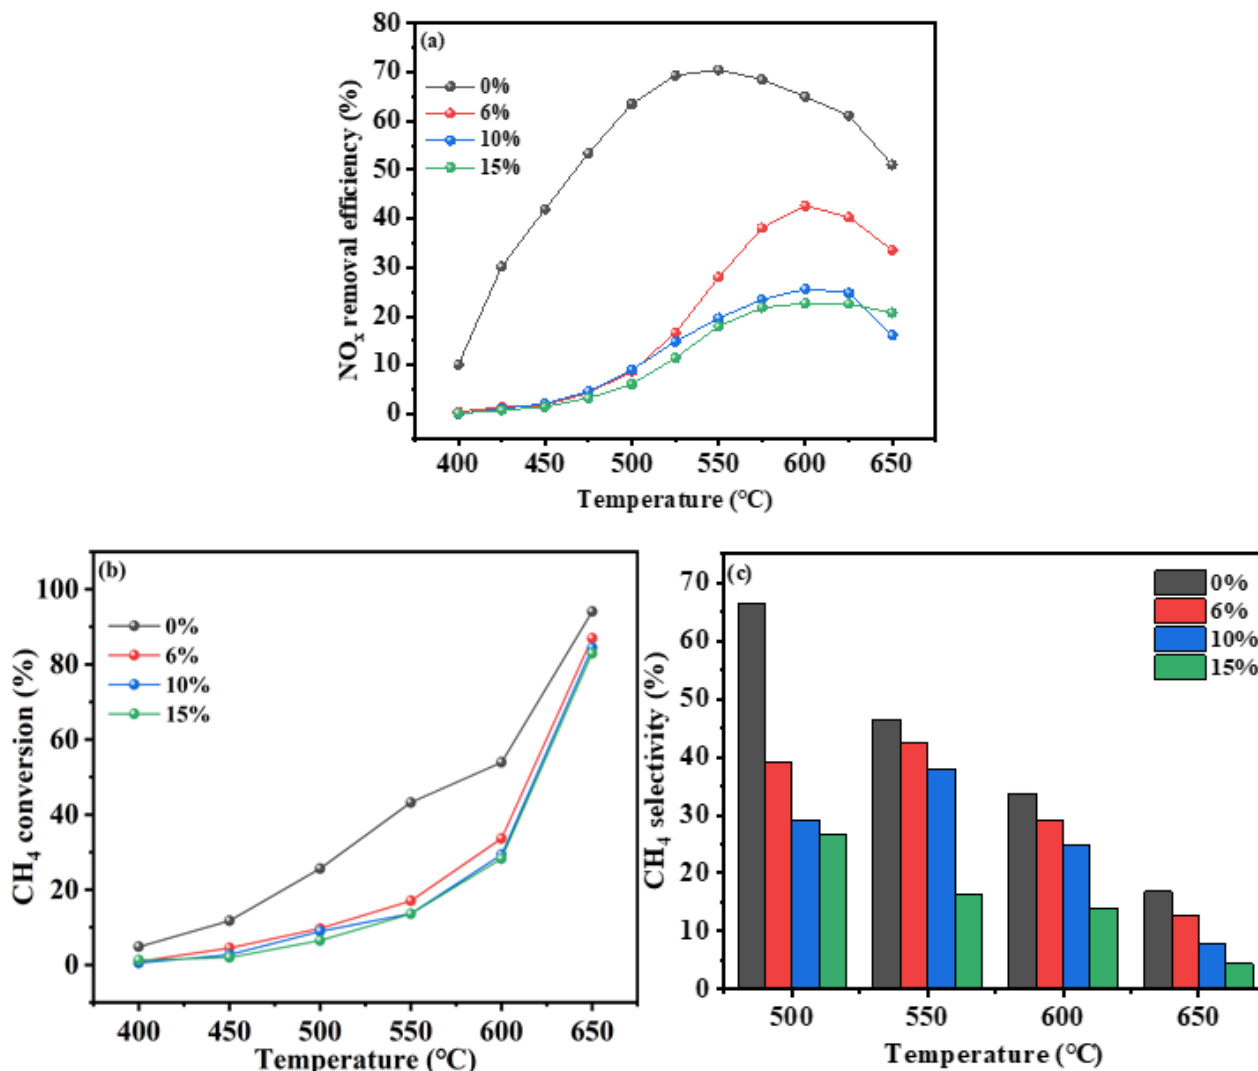 (a)
0%
6%
10%
15%
NOₓ removal efficiency (%)
80
70
60
50
40
30
20
10
0
400 450 500 550 600 650
Temperature (°C)
(b)
0%
6%
10%
15%
CH₄ conversion (%)
100
80
60
40
20
0
400 450 500 550 600 650
Temperature (°C)
(c)
0%
6%
10%
15%
CH₄ selectivity (%)
70
60
50
40
30
20
10
0
500 550 600 650
Temperature (°C)